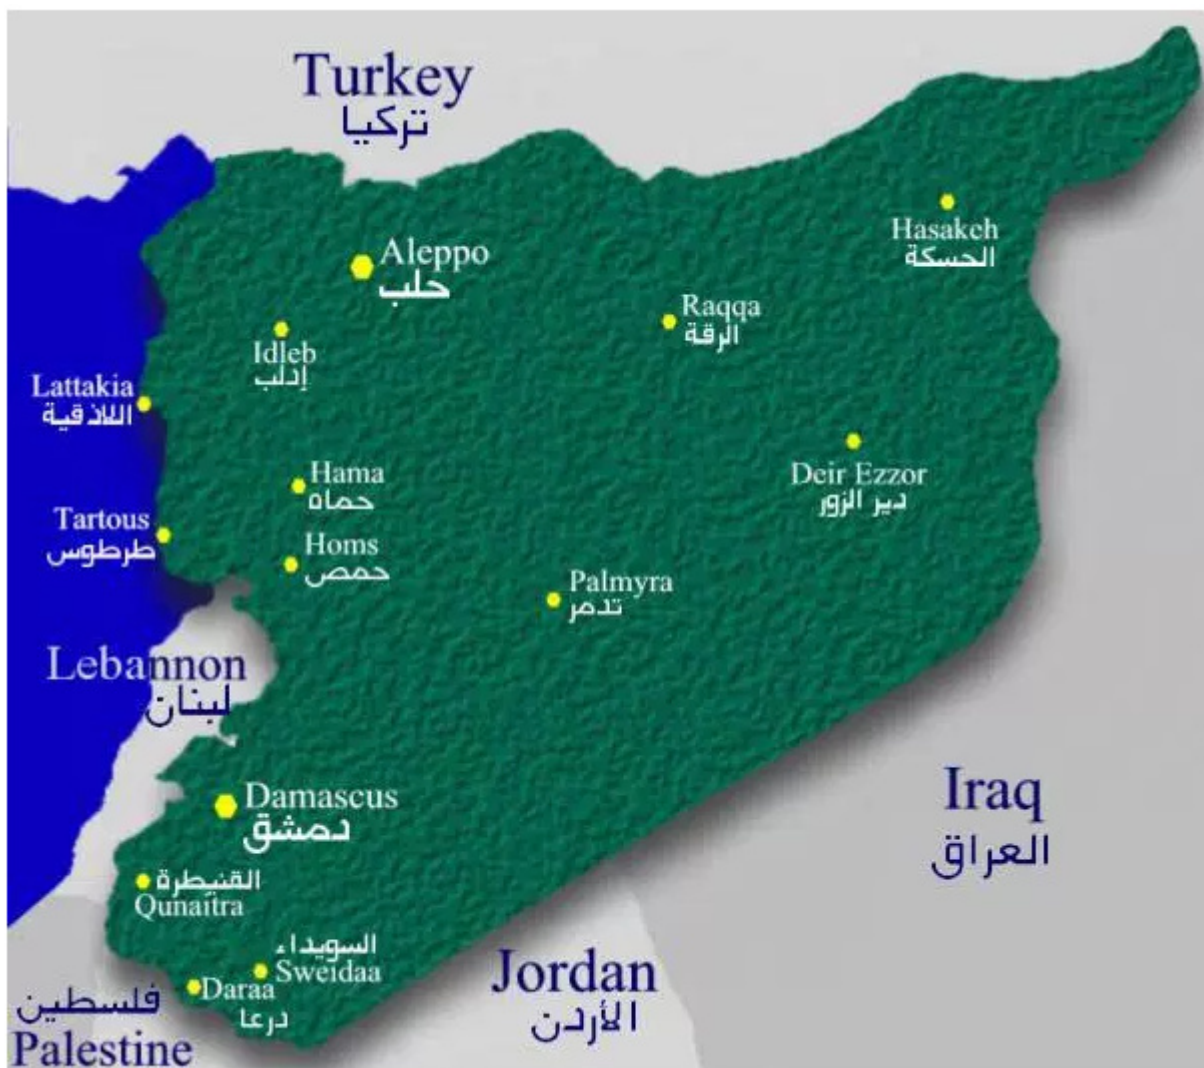 Turkey
تركيا
Hasakeh
الحسكة
Aleppo
حلب
Raqqa
الرقة
Idleb
إدلب
Lattakia
اللاذقية
Hama
حماه
Deir Ezzor
دير الزور
Tartous
طرطوس
Homs
حمص
Palmyra
تدمر
Lebannon
لبنان
Damascus
دمشق
Iraq
العراق
القنيطرة
Qunaitra
السويداء
Sweidaa
Daraa
درعا
Jordan
الأردن
فلسطين
Palestine